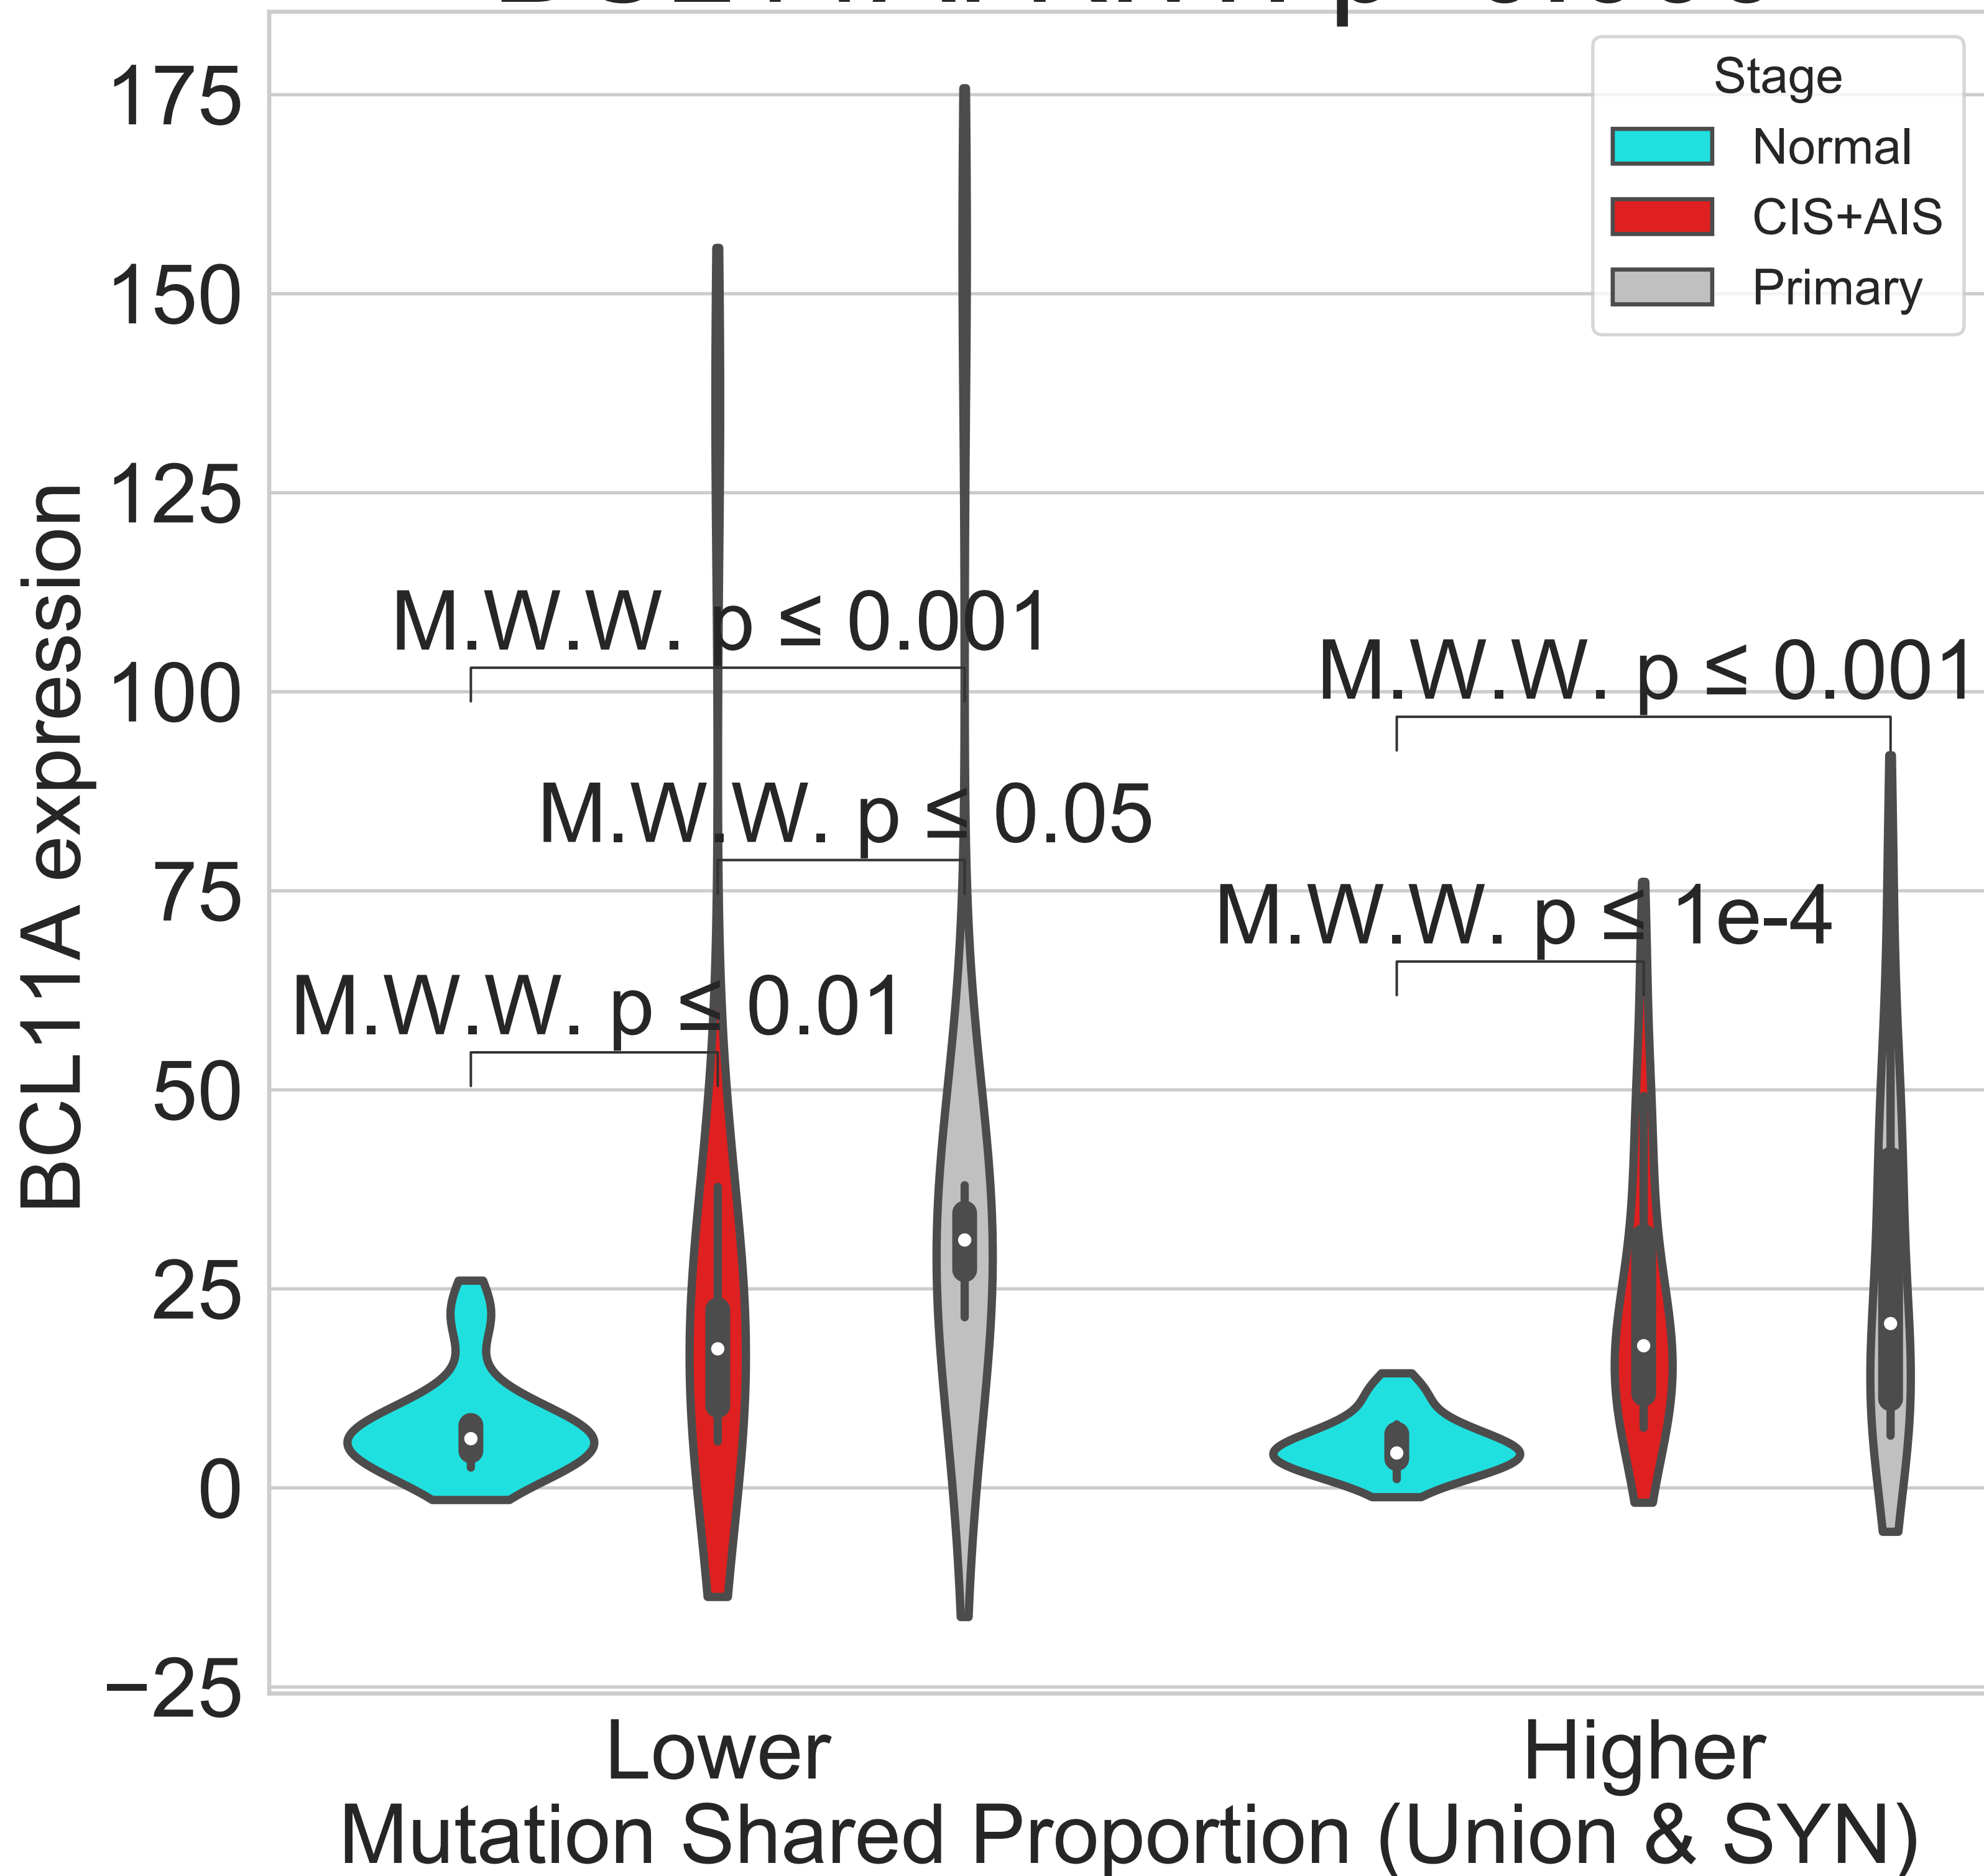 175
150
125
100
75
50
25
0
−25
BCL11A expression
Stage
Normal
CIS+AIS
Primary
M.W.W. p ≤ 0.001
M.W.W. p ≤ 0.05
M.W.W. p ≤ 0.01
M.W.W. p ≤ 0.001
M.W.W. p ≤ 1e-4
Lower
Higher
Mutation Shared Proportion (Union & SYN)